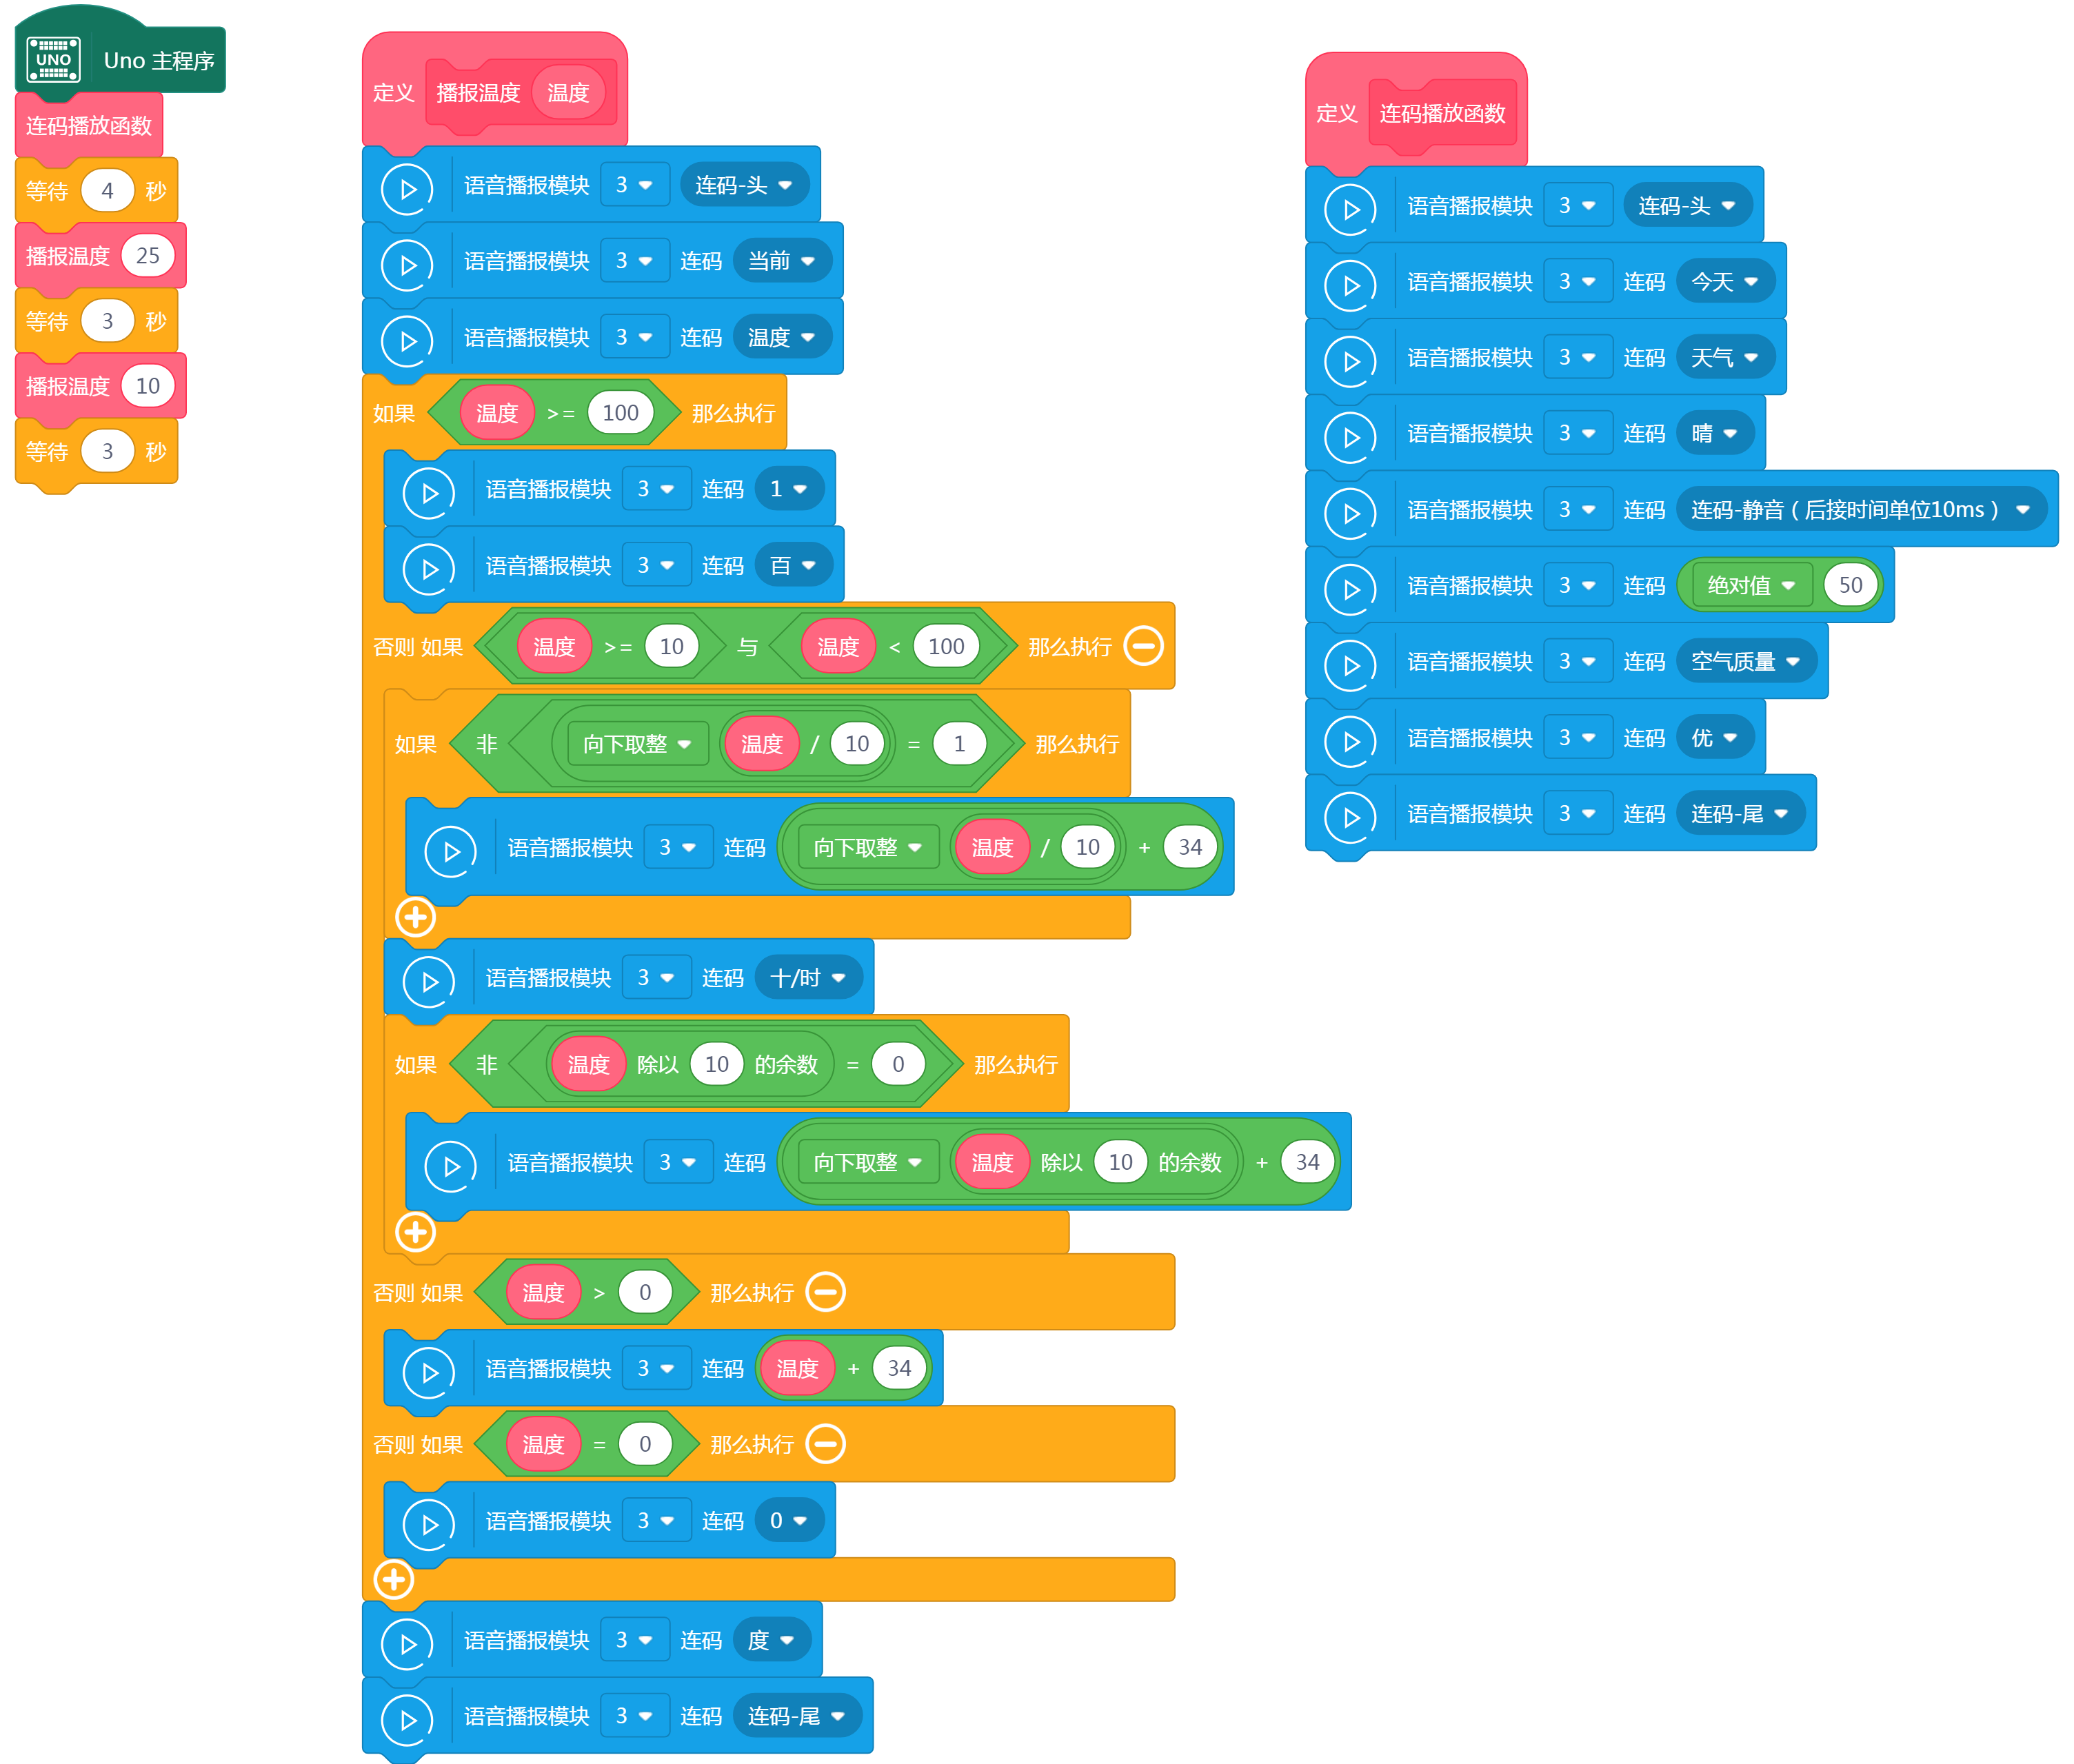 UNO Uno 主程序
连码播放函数
等待 4 秒
播报温度 25
等待 3 秒
播报温度 10
等待 3 秒
定义 播报温度 温度
语音播报模块 3 连码-头
语音播报模块 3 连码 当前
语音播报模块 3 连码 温度
如果 温度 >= 100 那么执行
语音播报模块 3 连码 1
语音播报模块 3 连码 百
否则 如果 温度 >= 10 与 温度 < 100 那么执行
如果 非 向下取整 温度 / 10 = 1 那么执行
语音播报模块 3 连码 向下取整 温度 / 10 + 34
语音播报模块 3 连码 十/时
如果 非 温度 除以 10 的余数 = 0 那么执行
语音播报模块 3 连码 向下取整 温度 除以 10 的余数 + 34
否则 如果 温度 > 0 那么执行
语音播报模块 3 连码 温度 + 34
否则 如果 温度 = 0 那么执行
语音播报模块 3 连码 0
语音播报模块 3 连码 度
语音播报模块 3 连码 连码-尾
定义 连码播放函数
语音播报模块 3 连码-头
语音播报模块 3 连码 今天
语音播报模块 3 连码 天气
语音播报模块 3 连码 晴
语音播报模块 3 连码 连码-静音（后接时间单位10ms）
语音播报模块 3 连码 绝对值 50
语音播报模块 3 连码 空气质量
语音播报模块 3 连码 优
语音播报模块 3 连码 连码-尾